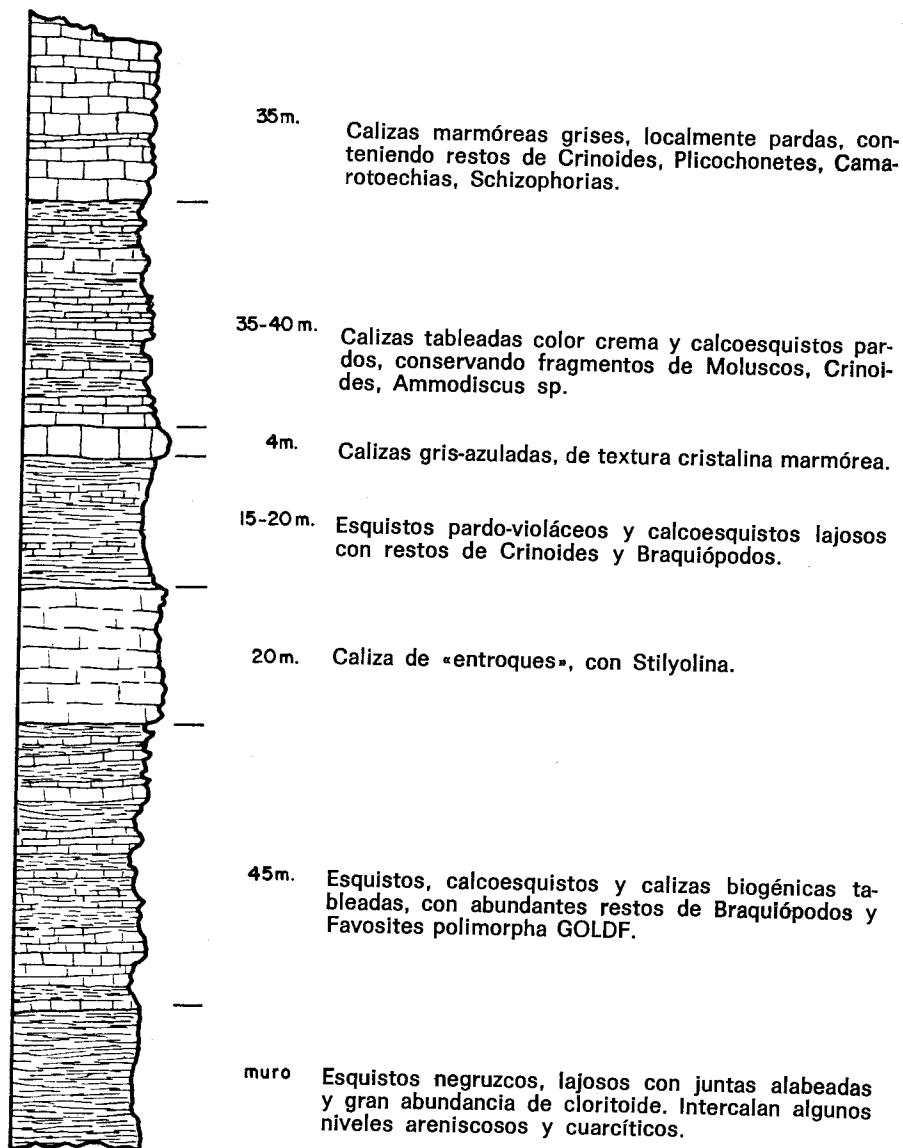 35m.
Calizas marmóreas grises, localmente pardas, con-
teniendo restos de Crinoides, Plicochonetes, Cama-
rotoechias, Schizophorias.
35-40 m.
Calizas tableadas color crema y calcoesquistos par-
dos, conservando fragmentos de Moluscos, Crinoi-
des, Ammodiscus sp.
4m.
Calizas gris-azuladas, de textura cristalina marmórea.
15-20 m.
Esquistos pardo-violáceos y calcoesquistos lajosos
con restos de Crinoides y Braquiópodos.
20m.
Caliza de «entroques», con Stilyolina.
45m.
Esquistos, calcoesquistos y calizas biogénicas ta-
bleadas, con abundantes restos de Braquiópodos y
Favosites polimorpha GOLDF.
muro
Esquistos negruzcos, lajosos con juntas alabeadas
y gran abundancia de cloritoide. Intercalan algunos
niveles areniscosos y cuarcíticos.